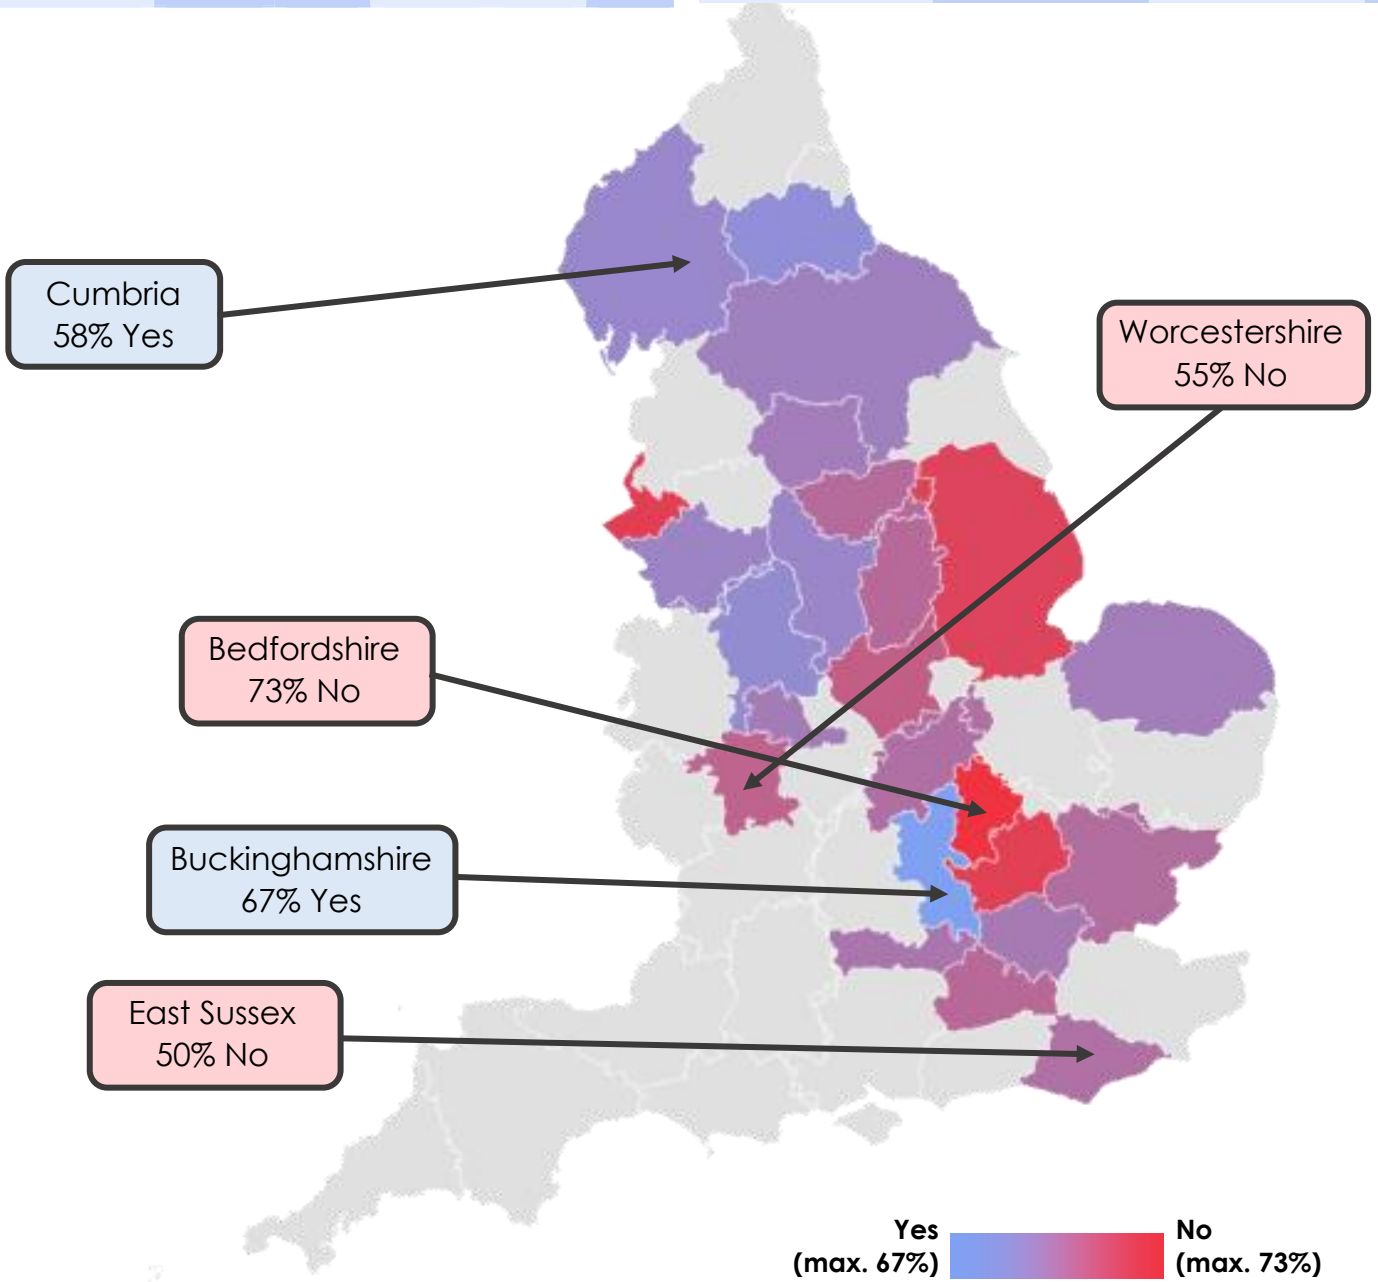 Cumbria
58% Yes
Worcestershire
55% No
Bedfordshire
73% No
Buckinghamshire
67% Yes
East Sussex
50% No
Yes
(max. 67%)
No
(max. 73%)